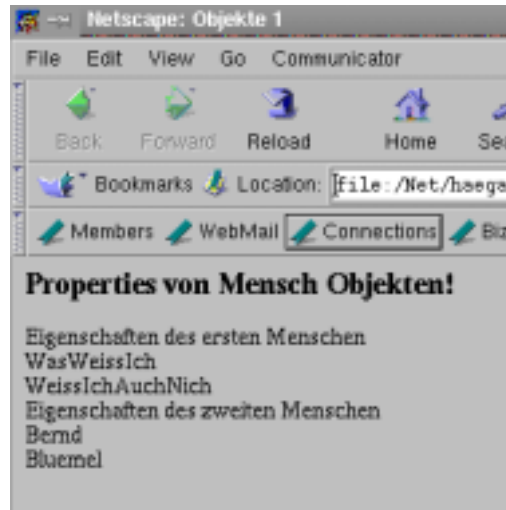 Netscape: Objekte 1
File Edit View Go Communicator
Back Forward Reload Home
Bookmarks Location: file:/Net/haega
Members WebMail Connections Biz
Properties von Mensch Objekten!
Eigenschaften des ersten Menschen
WasWeissIch
WeissIchAuchNich
Eigenschaften des zweiten Menschen
Bernd
Bluemel